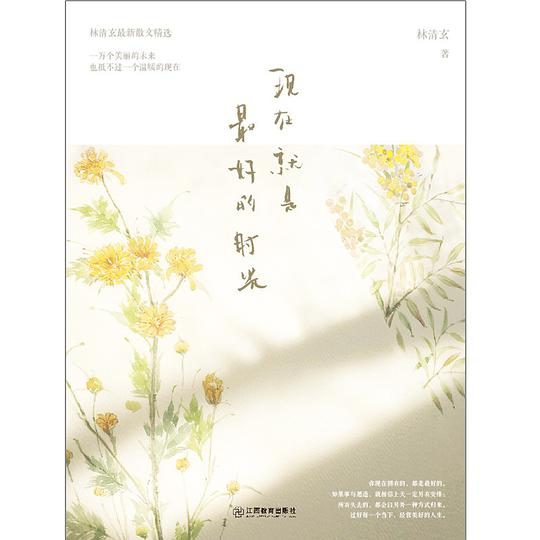 林清玄最新散文精选
一万个美丽的未来
也抵不过一个温暖的现在
林清玄
著
现在就是
最好的时光
你现在拥有的，都是最好的。
如果事与愿违，就相信上天一定另有安排；
所有失去的，都会以另外一种方式归来。
过好每一个当下，经营美好的人生。
江西教育出版社